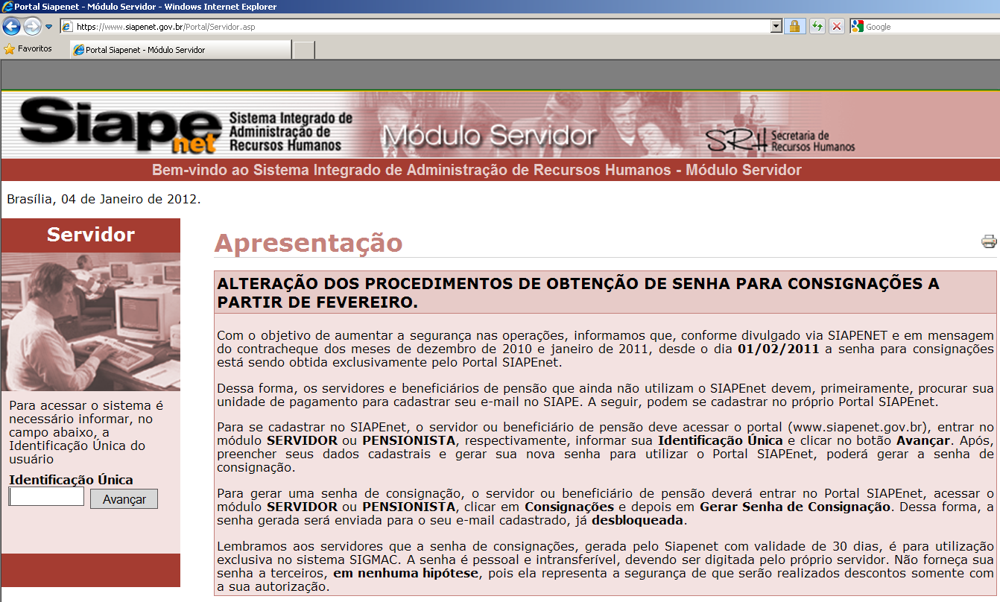 Portal Siapenet - Módulo Servidor - Windows Internet Explorer
https://www.siapenet.gov.br/Portal/Servidor.asp
Google
Favoritos
Portal Siapenet - Módulo Servidor
Siape net
Sistema Integrado de
Administração de
Recursos Humanos
Módulo Servidor
SRH
Secretaria de
Recursos Humanos
Bem-vindo ao Sistema Integrado de Administração de Recursos Humanos - Módulo Servidor
Brasília, 04 de Janeiro de 2012.
Servidor
Para acessar o sistema é
necessário informar, no
campo abaixo, a
Identificação Única do
usuário
Identificação Única
Avançar
Apresentação
ALTERAÇÃO DOS PROCEDIMENTOS DE OBTENÇÃO DE SENHA PARA CONSIGNAÇÕES A
PARTIR DE FEVEREIRO.
Com o objetivo de aumentar a segurança nas operações, informamos que, conforme divulgado via SIAPENET e em mensagem
do contracheque dos meses de dezembro de 2010 e janeiro de 2011, desde o dia 01/02/2011 a senha para consignações
está sendo obtida exclusivamente pelo Portal SIAPEnet.
Dessa forma, os servidores e beneficiários de pensão que ainda não utilizam o SIAPEnet devem, primeiramente, procurar sua
unidade de pagamento para cadastrar seu e-mail no SIAPE. A seguir, podem se cadastrar no próprio Portal SIAPEnet.
Para se cadastrar no SIAPEnet, o servidor ou beneficiário de pensão deve acessar o portal (www.siapenet.gov.br), entrar no
módulo SERVIDOR ou PENSIONISTA, respectivamente, informar sua Identificação Única e clicar no botão Avançar. Após,
preencher seus dados cadastrais e gerar sua nova senha para utilizar o Portal SIAPEnet, poderá gerar a senha de
consignação.
Para gerar uma senha de consignação, o servidor ou beneficiário de pensão deverá entrar no Portal SIAPEnet, acessar o
módulo SERVIDOR ou PENSIONISTA, clicar em Consignações e depois em Gerar Senha de Consignação. Dessa forma, a
senha gerada será enviada para o seu e-mail cadastrado, já desbloqueada.
Lembramos aos servidores que a senha de consignações, gerada pelo Siapenet com validade de 30 dias, é para utilização
exclusiva no sistema SIGMAC. A senha é pessoal e intransferível, devendo ser digitada pelo próprio servidor. Não forneça sua
senha a terceiros, em nenhuma hipótese, pois ela representa a segurança de que serão realizados descontos somente com
a sua autorização.